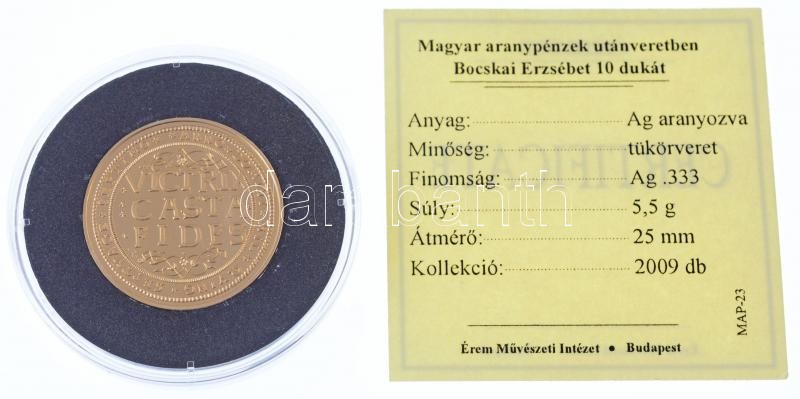 Magyar aranypénzek utánveretben
Bocskai Erzsébet 10 dukát
Anyag: Ag aranyozva
Minőség: tükörveret
Finomság: Ag .333
Súly: 5,5 g
Átmérő: 25 mm
Kollekció: 2009 db
MAP-23
Érem Művészeti Intézet • Budapest
VICTRIX
CASTA
FIDES
darabanth